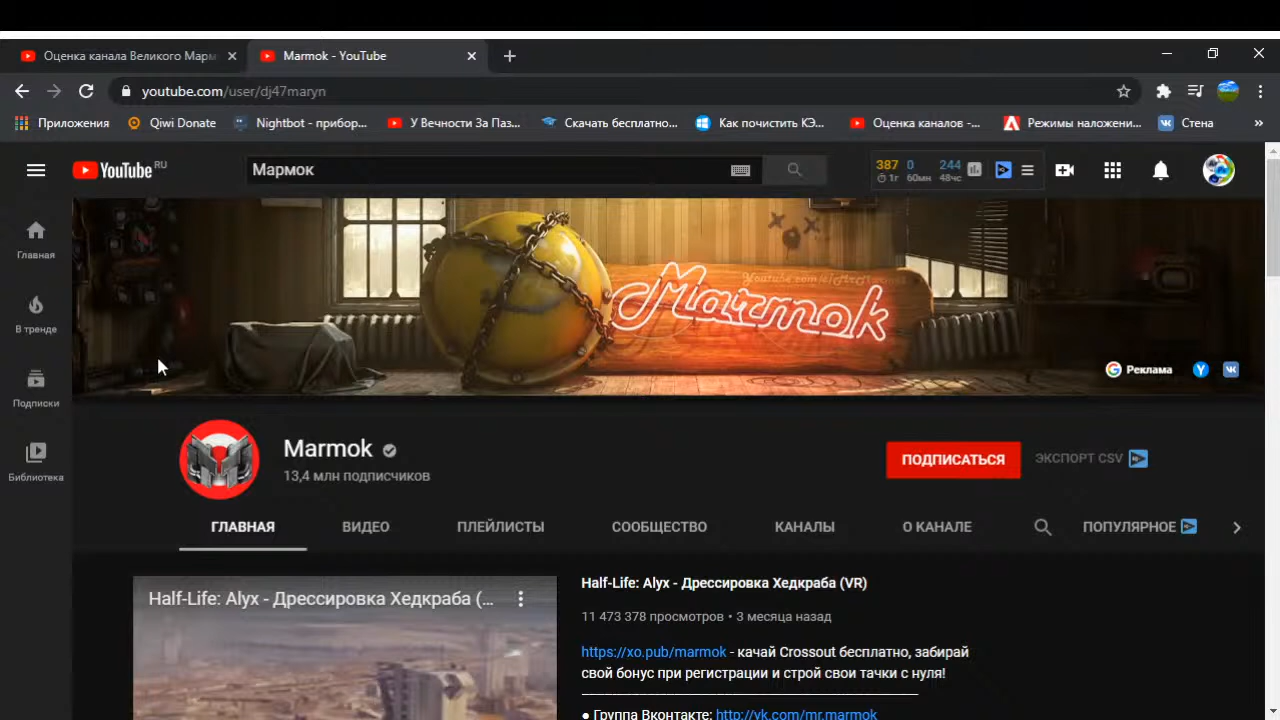 Оценка канала Великого Марм
Marmok - YouTube
youtube.com/user/dj47maryn
Приложения
Qiwi Donate
Nightbot - прибор...
У Вечности За Паз...
Скачать бесплатно...
Как почистить КЭ...
Оценка каналов -...
Режимы наложени...
Стена
YouTube RU
Мармок
387 0 244
1г 60мн 48чс
Главная
В тренде
Подписки
Библиотека
Marmok
Реклама
Marmok
13,4 млн подписчиков
ПОДПИСАТЬСЯ
ЭКСПОРТ CSV
ГЛАВНАЯ
ВИДЕО
ПЛЕЙЛИСТЫ
СООБЩЕСТВО
КАНАЛЫ
О КАНАЛЕ
ПОПУЛЯРНОЕ
Half-Life: Alyx - Дрессировка Хедкраба (...
Half-Life: Alyx - Дрессировка Хедкраба (VR)
11 473 378 просмотров • 3 месяца назад
https://xo.pub/marmok - качай Crossout бесплатно, забирай
свой бонус при регистрации и строй свои тачки с нуля!
● Группа Вконтакте: http://vk.com/mr.marmok